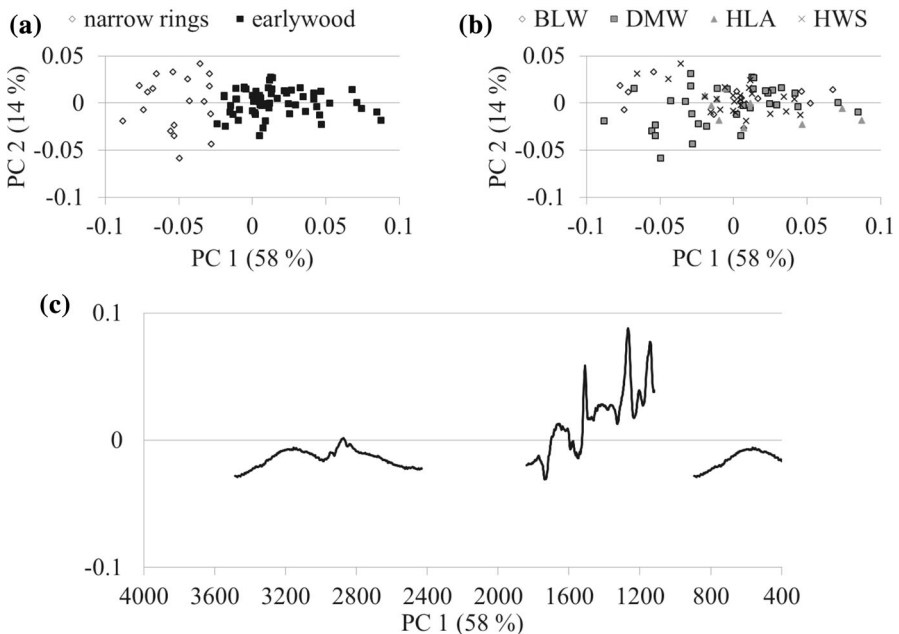 (a) ◇ narrow rings ■ earlywood
0.05
0
-0.05
-0.1
PC 2 (14 %)
-0.1 -0.05 0 0.05 0.1
PC 1 (58 %)
(b) ◇ BLW ■ DMW ▲ HLA × HWS
0.05
0
-0.05
-0.1
PC 2 (14 %)
-0.1 -0.05 0 0.05 0.1
PC 1 (58 %)
(c)
0.1
0
-0.1
4000 3600 3200 2800 2400 2000 1600 1200 800 400
PC 1 (58 %)